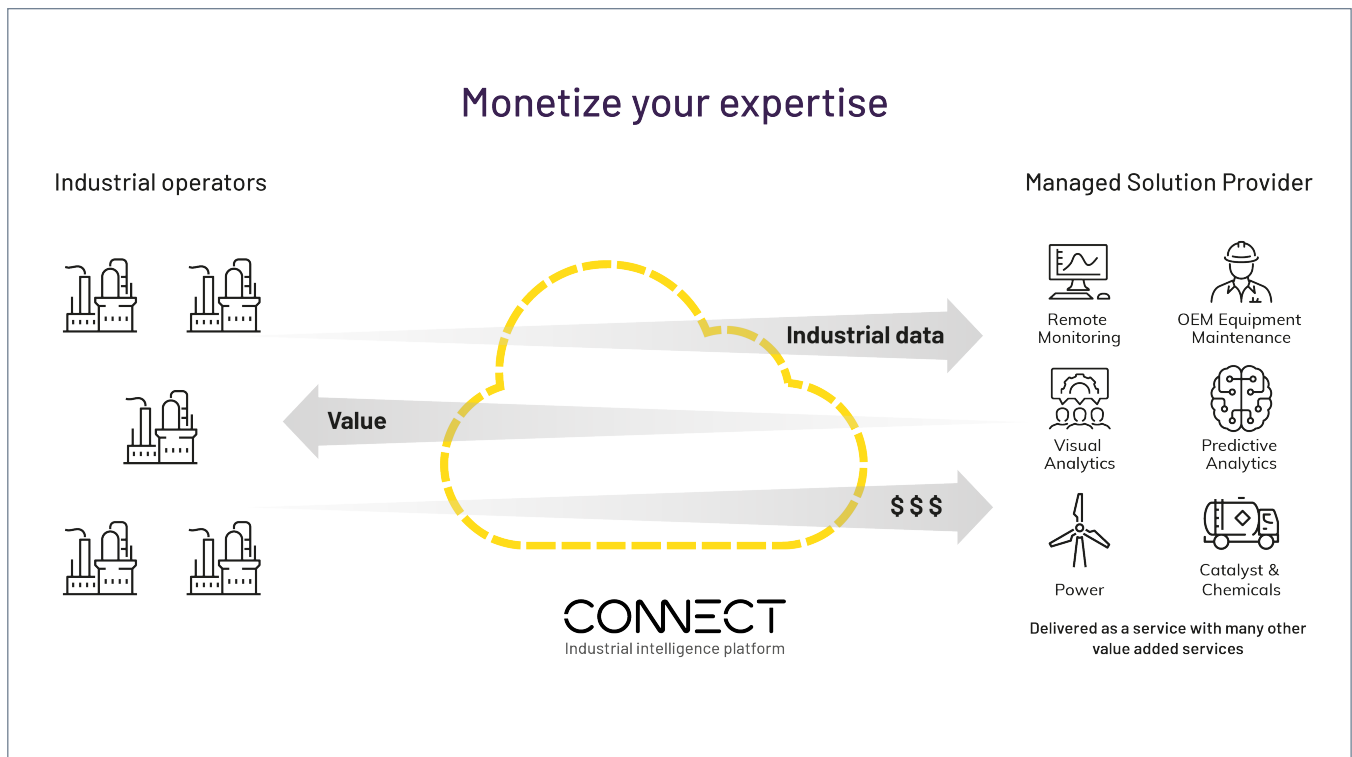 Monetize your expertise
Industrial operators
Managed Solution Provider
Industrial data
Value
$ $ $
Remote
Monitoring
OEM Equipment
Maintenance
Visual
Analytics
Predictive
Analytics
Power
Catalyst &
Chemicals
Delivered as a service with many other
value added services
CONNECT
Industrial intelligence platform